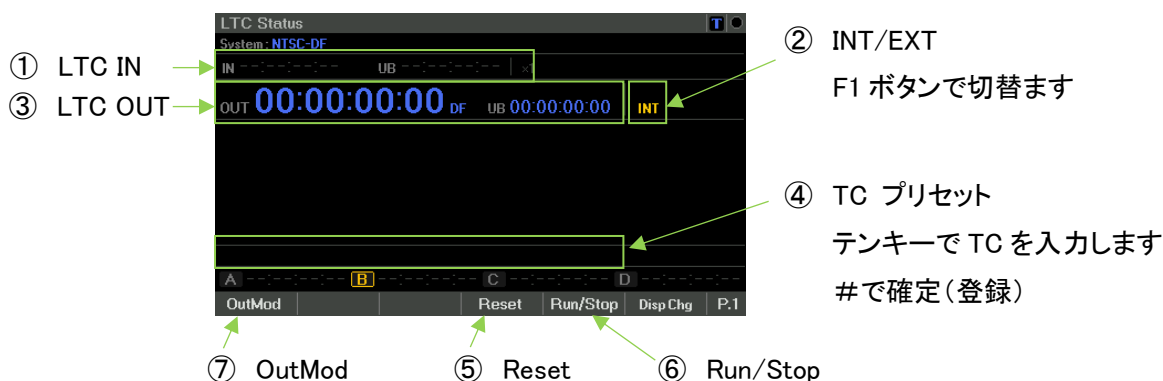 LTC Status T
System: NTSC-DF
IN --:--:--:-- UB --:--:--:-- | x1
OUT 00:00:00:00 DF UB 00:00:00:00 INT
A --:--:--:-- B --:--:--:-- C --:--:--:-- D --:--:--:--
OutMod Reset Run/Stop Disp Chg P.1
① LTC IN
③ LTC OUT
② INT/EXT
F1 ボタンで切替ます
④ TC プリセット
テンキーで TC を入力します
#で確定(登録)
⑦ OutMod
⑤ Reset
⑥ Run/Stop